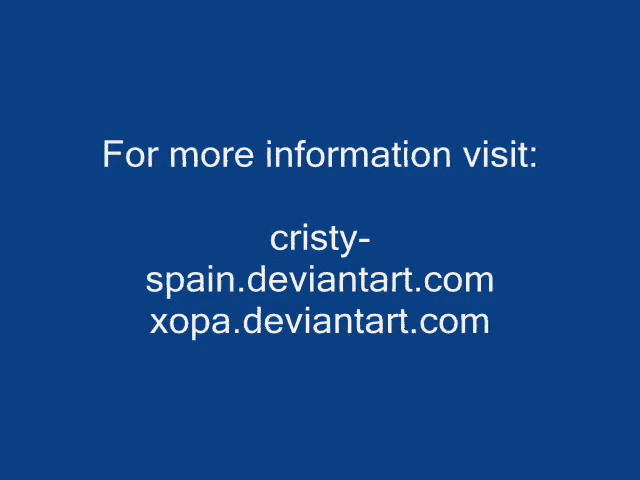 For more information visit:
cristy-
spain.deviantart.com
xopa.deviantart.com